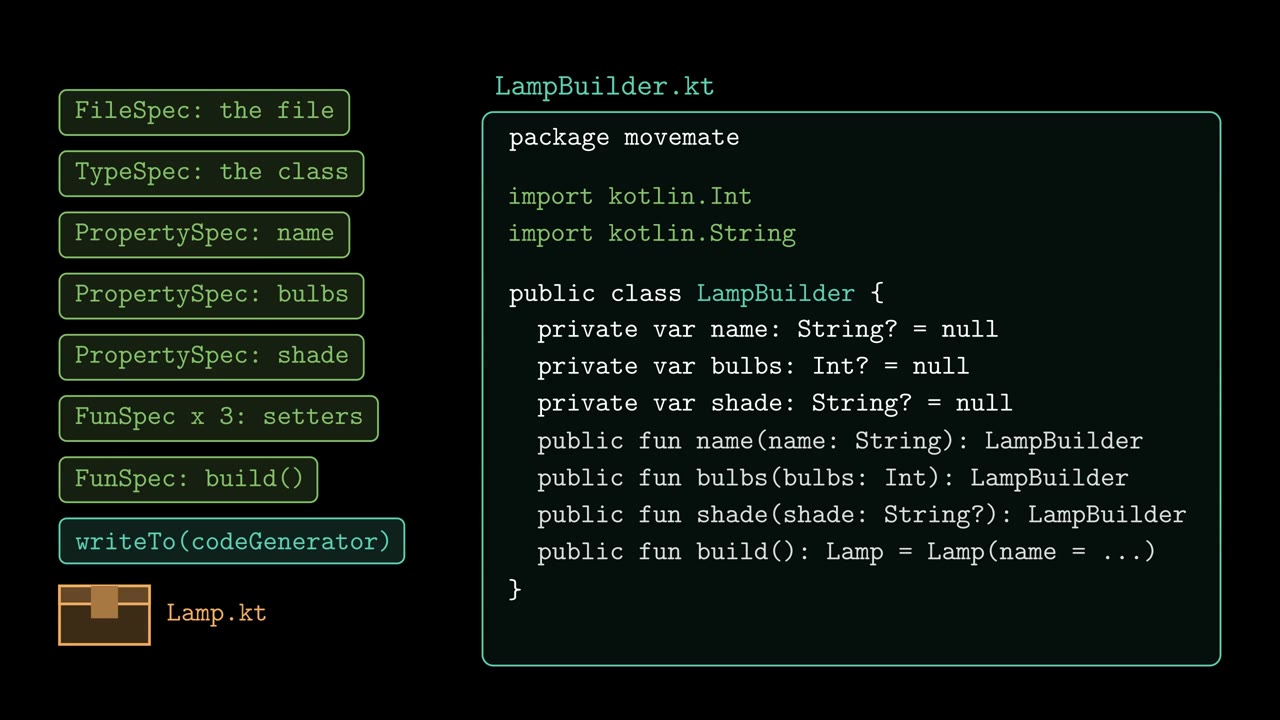 FileSpec: the file
TypeSpec: the class
PropertySpec: name
PropertySpec: bulbs
PropertySpec: shade
FunSpec x 3: setters
FunSpec: build()
writeTo(codeGenerator)
Lamp.kt
LampBuilder.kt
package movemate
import kotlin.Int
import kotlin.String
public class LampBuilder {
  private var name: String? = null
  private var bulbs: Int? = null
  private var shade: String? = null
  public fun name(name: String): LampBuilder
  public fun bulbs(bulbs: Int): LampBuilder
  public fun shade(shade: String?): LampBuilder
  public fun build(): Lamp = Lamp(name = ...)
}